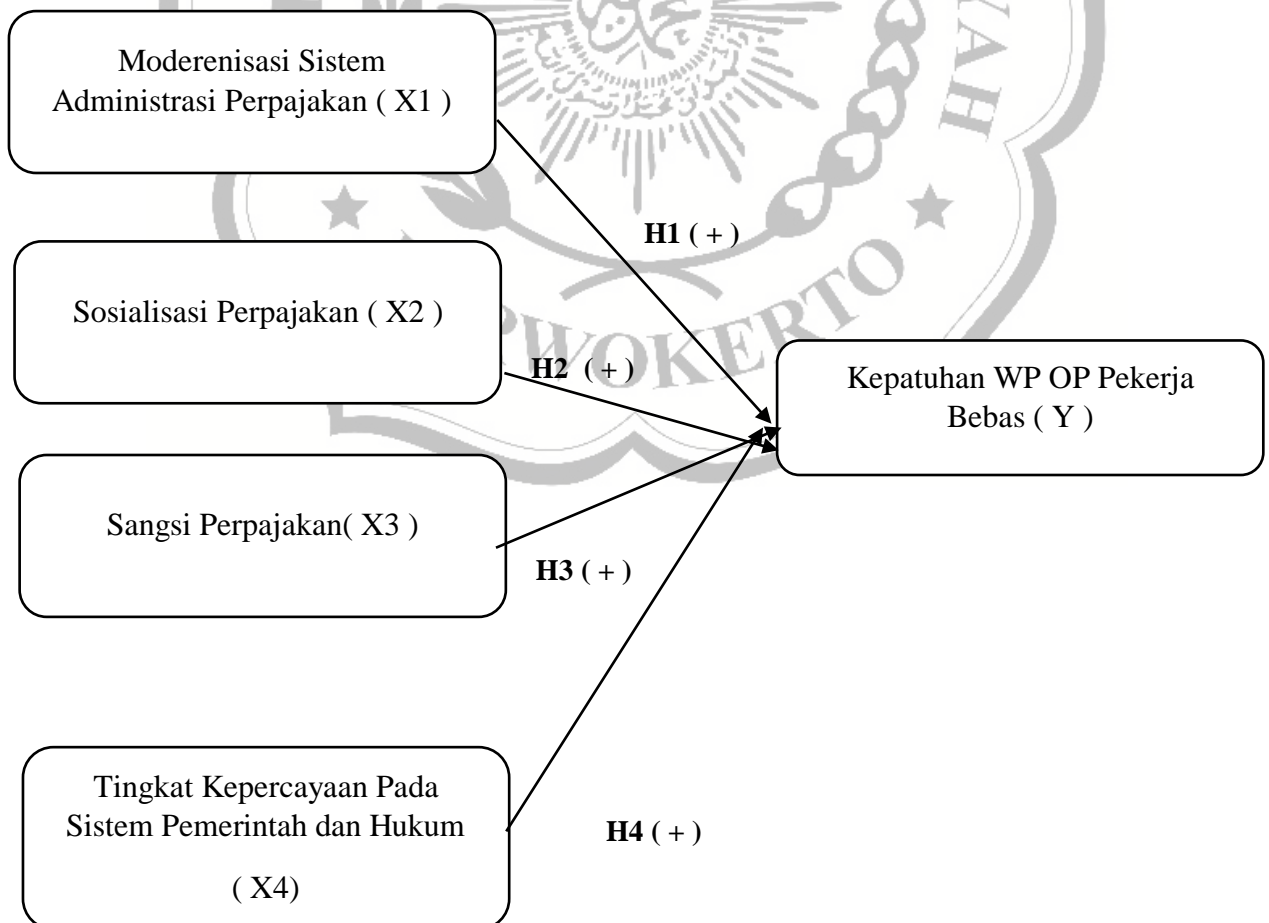 Moderenisasi Sistem
Administrasi Perpajakan ( X1 )
H1 ( + )
Sosialisasi Perpajakan ( X2 )
H2 ( + )
Kepatuhan WP OP Pekerja
Bebas ( Y )
Sangsi Perpajakan( X3 )
H3 ( + )
Tingkat Kepercayaan Pada
Sistem Pemerintah dan Hukum
( X4)
H4 ( + )